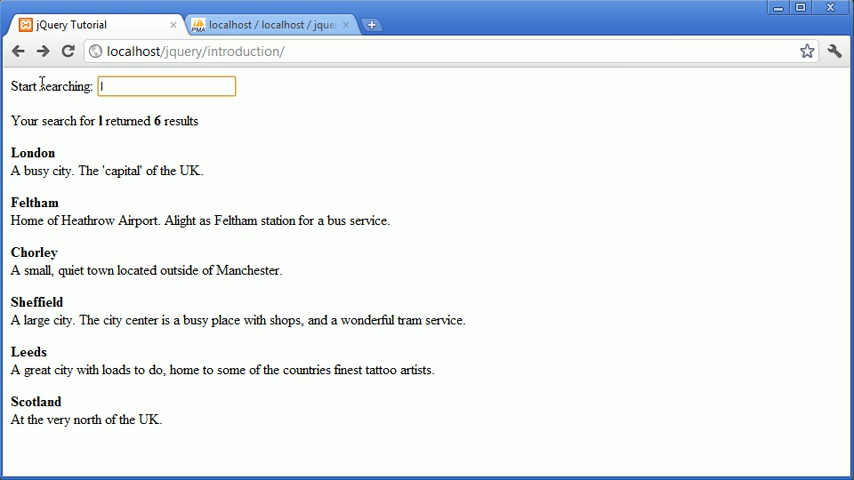 jQuery Tutorial
localhost / localhost / jque
PMA
localhost/jquery/introduction/
Start searching: l
Your search for l returned 6 results
London
A busy city. The 'capital' of the UK.
Feltham
Home of Heathrow Airport. Alight as Feltham station for a bus service.
Chorley
A small, quiet town located outside of Manchester.
Sheffield
A large city. The city center is a busy place with shops, and a wonderful tram service.
Leeds
A great city with loads to do, home to some of the countries finest tattoo artists.
Scotland
At the very north of the UK.